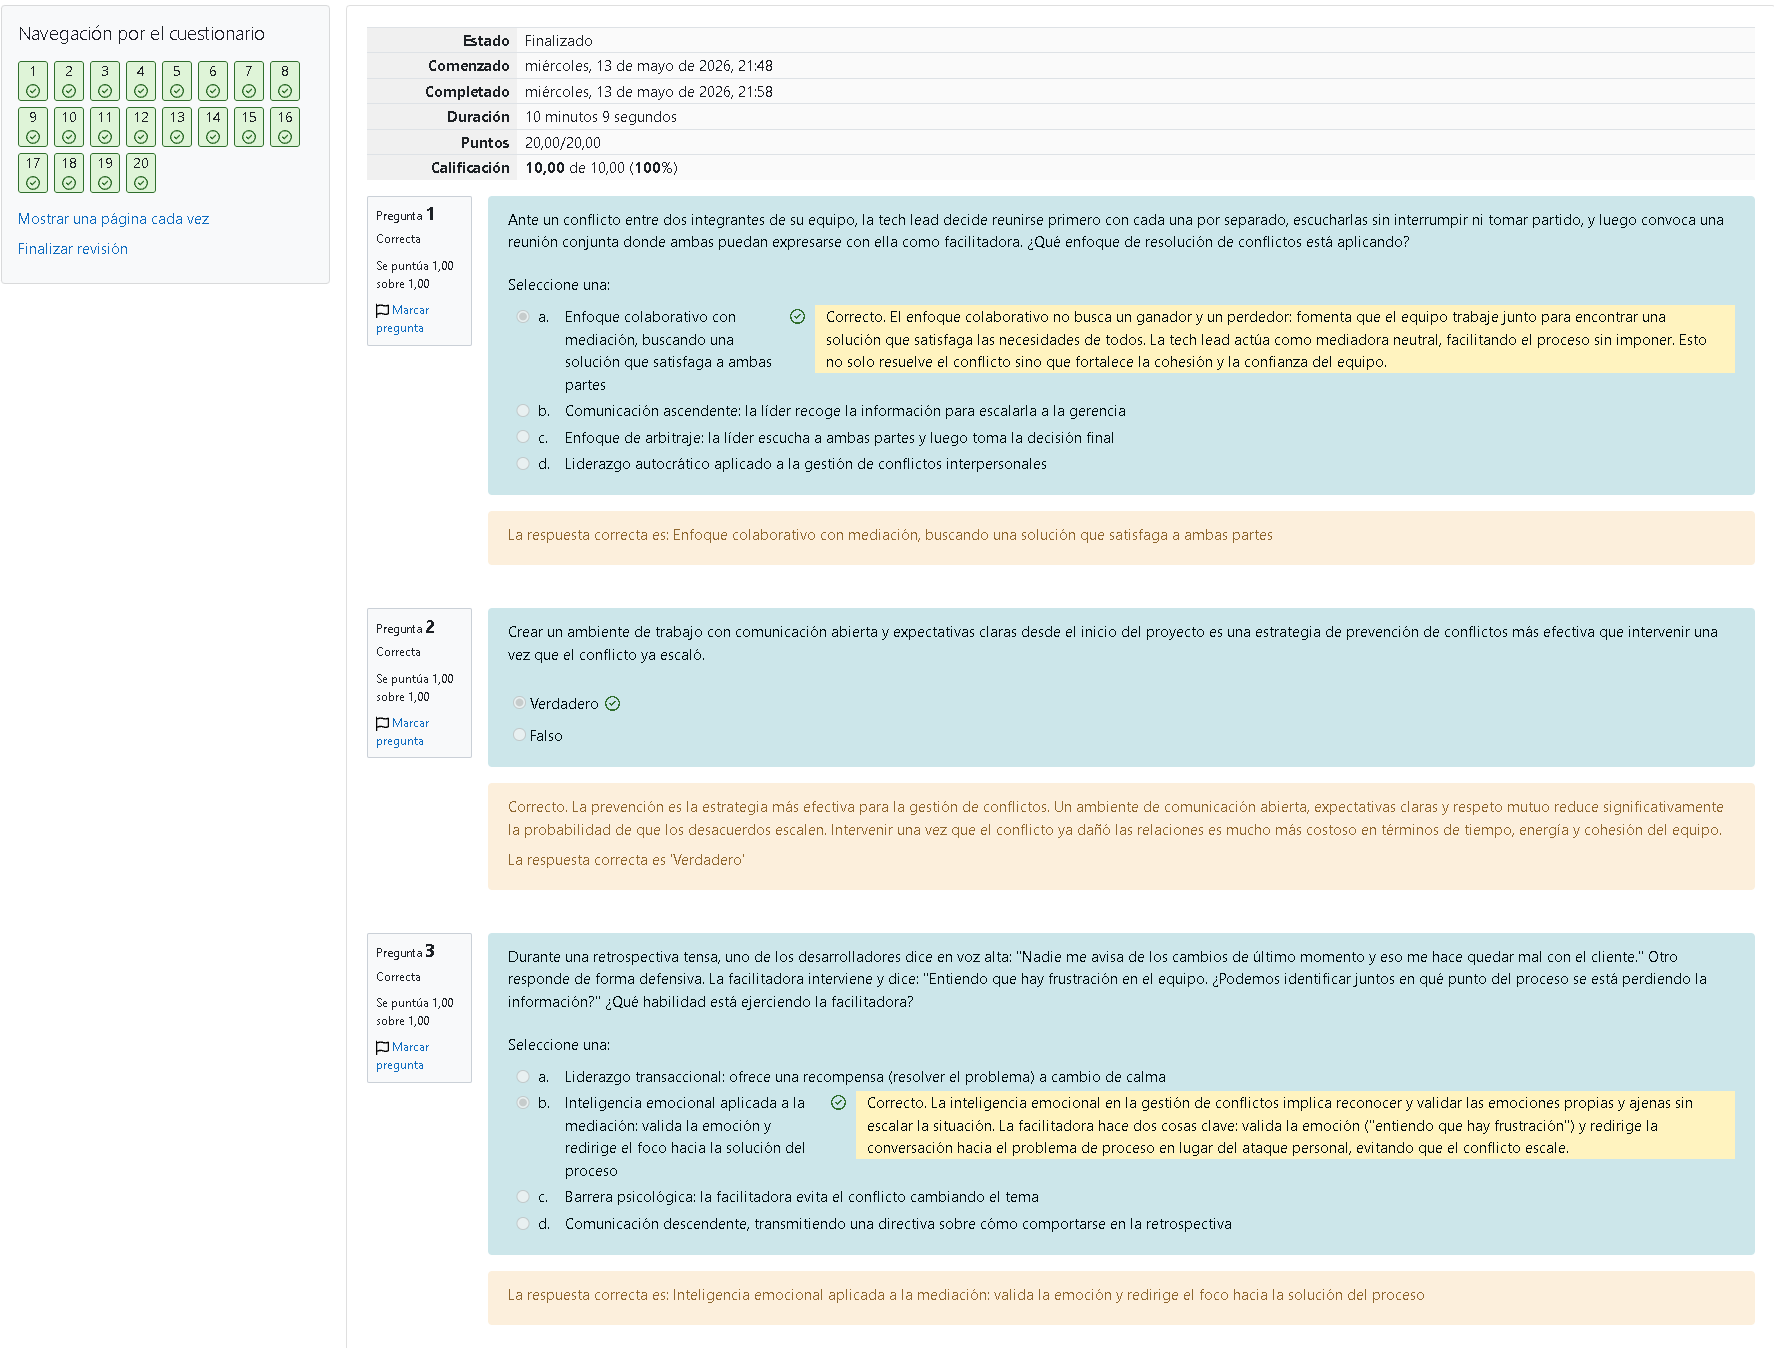 Navegación por el cuestionario
1 2 3 4 5 6 7 8
9 10 11 12 13 14 15 16
17 18 19 20
Mostrar una página cada vez
Finalizar revisión
Estado Finalizado
Comenzado miércoles, 13 de mayo de 2026, 21:48
Completado miércoles, 13 de mayo de 2026, 21:58
Duración 10 minutos 9 segundos
Puntos 20,00/20,00
Calificación 10,00 de 10,00 (100%)
Pregunta 1
Correcta
Se puntúa 1,00
sobre 1,00
Marcar
pregunta
Ante un conflicto entre dos integrantes de su equipo, la tech lead decide reunirse primero con cada una por separado, escucharlas sin interrumpir ni tomar partido, y luego convoca una
reunión conjunta donde ambas puedan expresarse con ella como facilitadora. ¿Qué enfoque de resolución de conflictos está aplicando?
Seleccione una:
a. Enfoque colaborativo con
mediación, buscando una
solución que satisfaga a ambas
partes
Correcto. El enfoque colaborativo no busca un ganador y un perdedor: fomenta que el equipo trabaje junto para encontrar una
solución que satisfaga las necesidades de todos. La tech lead actúa como mediadora neutral, facilitando el proceso sin imponer. Esto
no solo resuelve el conflicto sino que fortalece la cohesión y la confianza del equipo.
b. Comunicación ascendente: la líder recoge la información para escalarla a la gerencia
c. Enfoque de arbitraje: la líder escucha a ambas partes y luego toma la decisión final
d. Liderazgo autocrático aplicado a la gestión de conflictos interpersonales
La respuesta correcta es: Enfoque colaborativo con mediación, buscando una solución que satisfaga a ambas partes
Pregunta 2
Correcta
Se puntúa 1,00
sobre 1,00
Marcar
pregunta
Crear un ambiente de trabajo con comunicación abierta y expectativas claras desde el inicio del proyecto es una estrategia de prevención de conflictos más efectiva que intervenir una
vez que el conflicto ya escaló.
Verdadero
Falso
Correcto. La prevención es la estrategia más efectiva para la gestión de conflictos. Un ambiente de comunicación abierta, expectativas claras y respeto mutuo reduce significativamente
la probabilidad de que los desacuerdos escalen. Intervenir una vez que el conflicto ya dañó las relaciones es mucho más costoso en términos de tiempo, energía y cohesión del equipo.
La respuesta correcta es 'Verdadero'
Pregunta 3
Correcta
Se puntúa 1,00
sobre 1,00
Marcar
pregunta
Durante una retrospectiva tensa, uno de los desarrolladores dice en voz alta: "Nadie me avisa de los cambios de último momento y eso me hace quedar mal con el cliente." Otro
responde de forma defensiva. La facilitadora interviene y dice: "Entiendo que hay frustración en el equipo. ¿Podemos identificar juntos en qué punto del proceso se está perdiendo la
información?" ¿Qué habilidad está ejerciendo la facilitadora?
Seleccione una:
a. Liderazgo transaccional: ofrece una recompensa (resolver el problema) a cambio de calma
b. Inteligencia emocional aplicada a la
mediación: valida la emoción y
redirige el foco hacia la solución del
proceso
Correcto. La inteligencia emocional en la gestión de conflictos implica reconocer y validar las emociones propias y ajenas sin
escalar la situación. La facilitadora hace dos cosas clave: valida la emoción ("entiendo que hay frustración") y redirige la
conversación hacia el problema de proceso en lugar del ataque personal, evitando que el conflicto escale.
c. Barrera psicológica: la facilitadora evita el conflicto cambiando el tema
d. Comunicación descendente, transmitiendo una directiva sobre cómo comportarse en la retrospectiva
La respuesta correcta es: Inteligencia emocional aplicada a la mediación: valida la emoción y redirige el foco hacia la solución del proceso